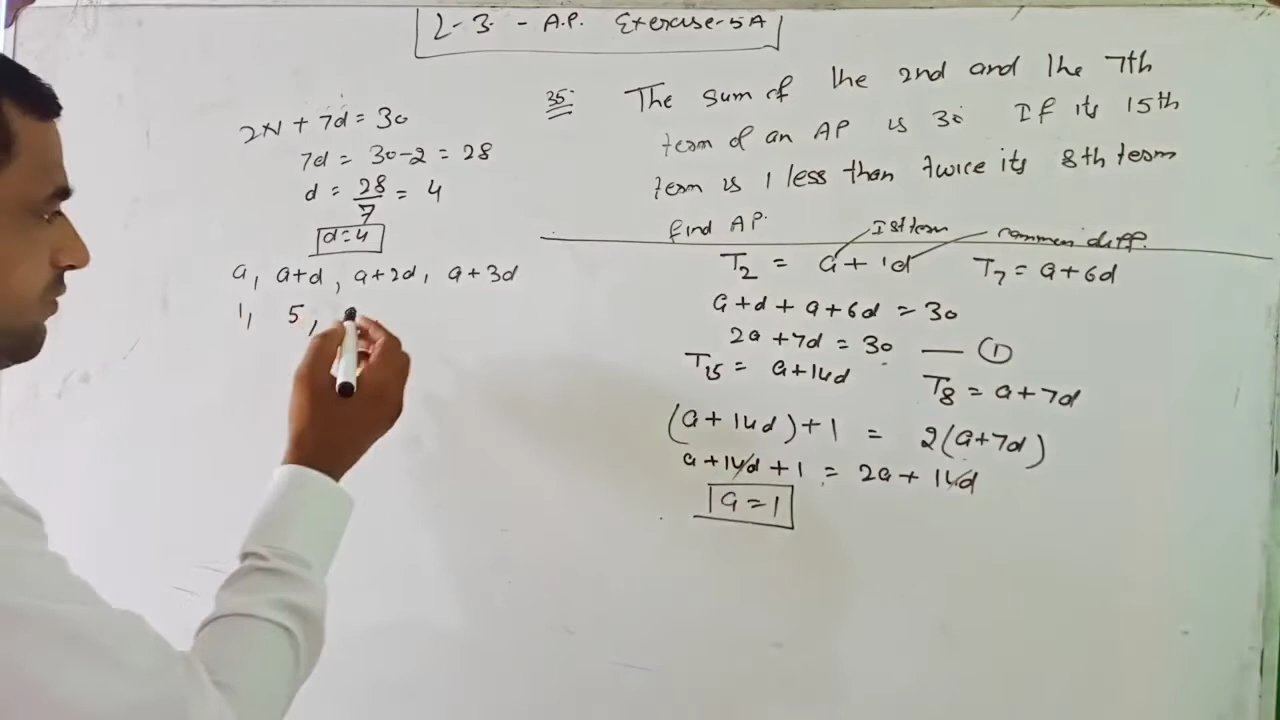 L-3 - A.P. Exercise-5A
35. The sum of the 2nd and the 7th
term of an AP is 30 If its 15th
term is 1 less than twice its 8th term
find AP.
Ist term common diff.
T₂ = a + 1d T₇ = a + 6d
a + d + a + 6d = 30
2a + 7d = 30 — ①
T₁₅ = a + 14d T₈ = a + 7d
(a + 14d) + 1 = 2(a + 7d)
a + 14d + 1 = 2a + 14d
a = 1
2×1 + 7d = 30
7d = 30 - 2 = 28
d = 28/7 = 4
d = 4
a, a+d, a+2d, a+3d
1, 5,